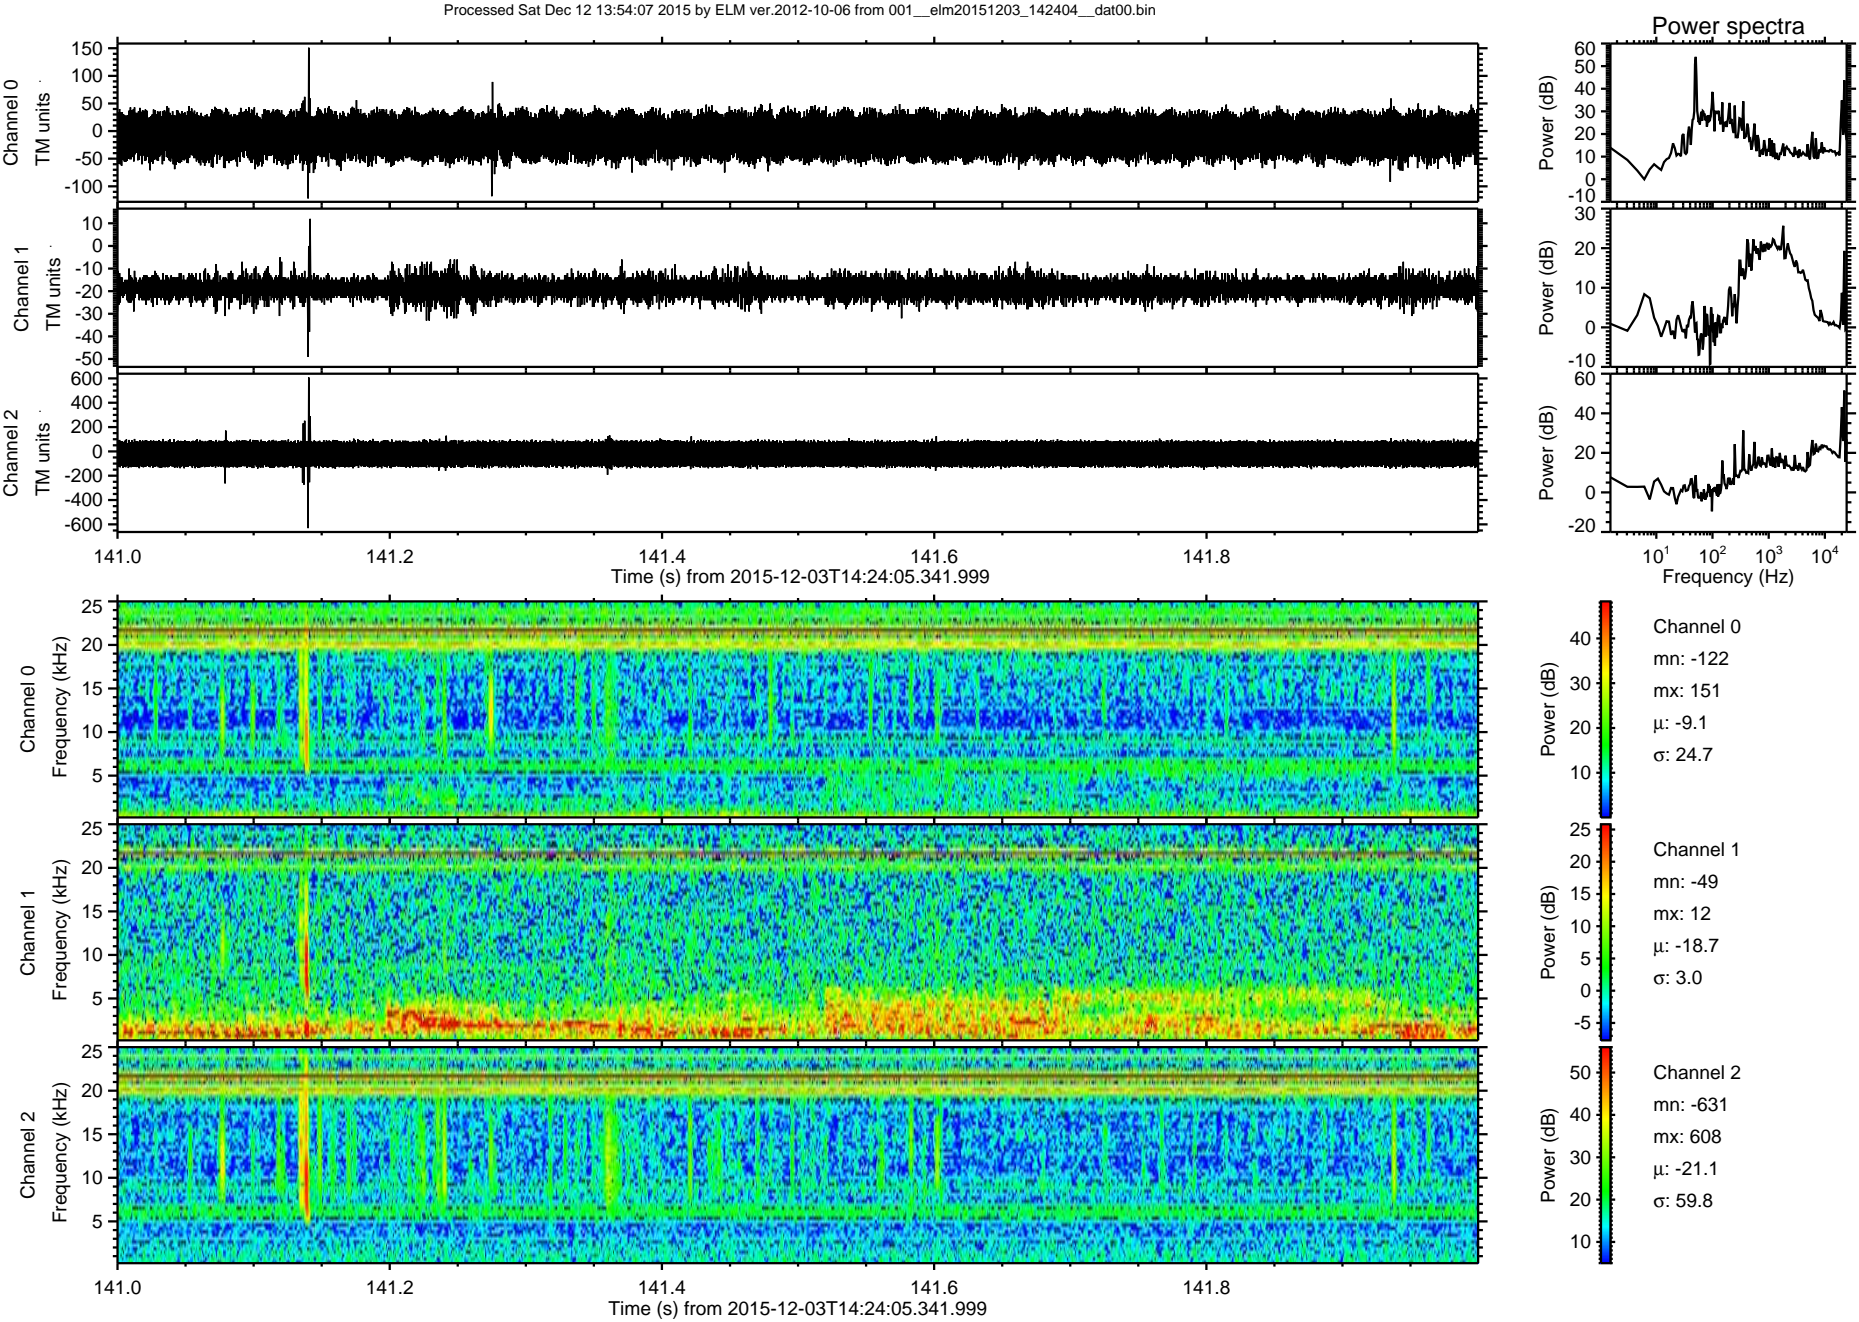 Processed Sat Dec 12 13:54:07 2015 by ELM ver.2012-10-06 from 001__elm20151203_142404__dat00.bin
Power spectra
Channel 0
TM units
150
100
50
0
-50
-100
Power (dB)
60
50
40
30
20
10
0
-10
Channel 1
TM units
10
0
-10
-20
-30
-40
-50
Power (dB)
30
20
10
0
-10
Channel 2
TM units
600
400
200
0
-200
-400
-600
Power (dB)
60
40
20
0
-20
141.0 141.2 141.4 141.6 141.8
Time (s) from 2015-12-03T14:24:05.341.999
10¹ 10² 10³ 10⁴
Frequency (Hz)
Channel 0
Frequency (kHz)
25
20
15
10
5
Power (dB)
40
30
20
10
Channel 0
mn: -122
mx: 151
μ: -9.1
σ: 24.7
Channel 1
Frequency (kHz)
25
20
15
10
5
Power (dB)
25
20
15
10
5
0
-5
Channel 1
mn: -49
mx: 12
μ: -18.7
σ: 3.0
Channel 2
Frequency (kHz)
25
20
15
10
5
Power (dB)
50
40
30
20
10
Channel 2
mn: -631
mx: 608
μ: -21.1
σ: 59.8
141.0 141.2 141.4 141.6 141.8
Time (s) from 2015-12-03T14:24:05.341.999